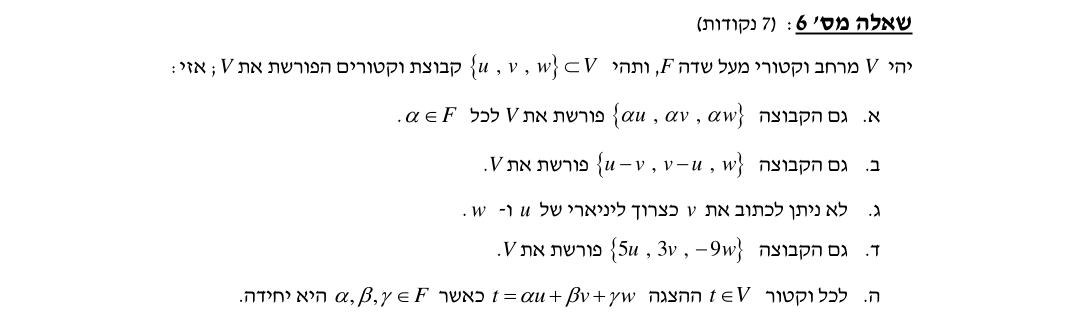 שאלה מס׳ 6 : (7 נקודות)
יהי V מרחב וקטורי מעל שדה F, ותהי {u , v , w} ⊂ V קבוצת וקטורים הפורשת את V ; אזי :
א. גם הקבוצה {αu , αv , αw} פורשת את V לכל α ∈ F .
ב. גם הקבוצה {u − v , v − u , w} פורשת את V.
ג. לא ניתן לכתוב את v כצרוף ליניארי של u ו- w .
ד. גם הקבוצה {5u , 3v , −9w} פורשת את V.
ה. לכל וקטור t ∈ V ההצגה t = αu + βv + γw כאשר α, β, γ ∈ F היא יחידה.